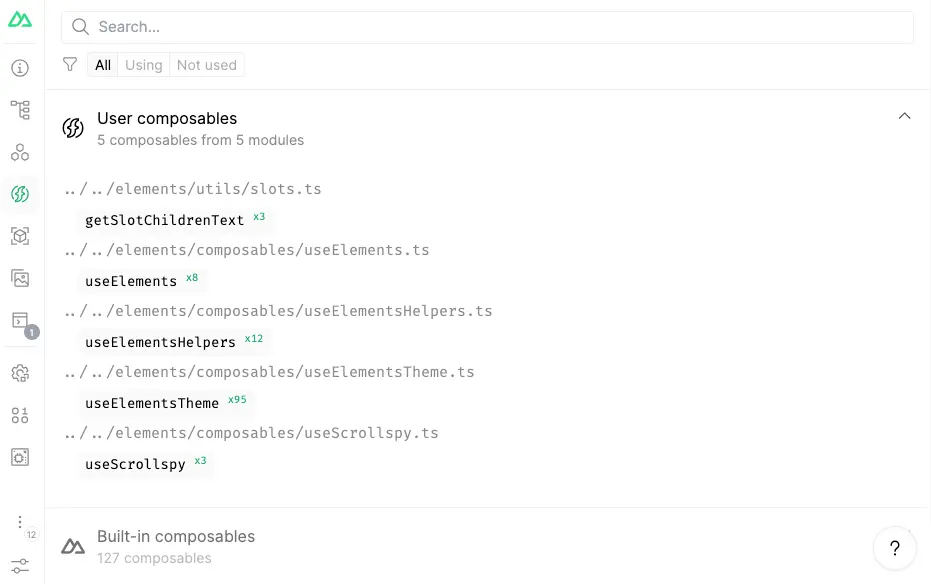 Search...
All Using Not used
User composables
5 composables from 5 modules
../../elements/utils/slots.ts
getSlotChildrenText x3
../../elements/composables/useElements.ts
useElements x8
../../elements/composables/useElementsHelpers.ts
useElementsHelpers x12
../../elements/composables/useElementsTheme.ts
useElementsTheme x95
../../elements/composables/useScrollspy.ts
useScrollspy x3
1
12
Built-in composables
127 composables
?